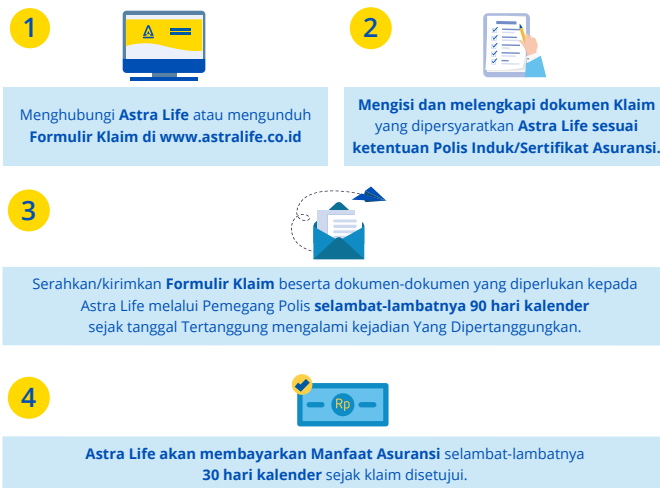 1
Menghubungi Astra Life atau mengunduh
Formulir Klaim di www.astralife.co.id
2
Mengisi dan melengkapi dokumen Klaim
yang dipersyaratkan Astra Life sesuai
ketentuan Polis Induk/Sertifikat Asuransi.
3
Serahkan/kirimkan Formulir Klaim beserta dokumen-dokumen yang diperlukan kepada
Astra Life melalui Pemegang Polis selambat-lambatnya 90 hari kalender
sejak tanggal Tertanggung mengalami kejadian Yang Dipertanggungkan.
4
Rp
Astra Life akan membayarkan Manfaat Asuransi selambat-lambatnya
30 hari kalender sejak klaim disetujui.